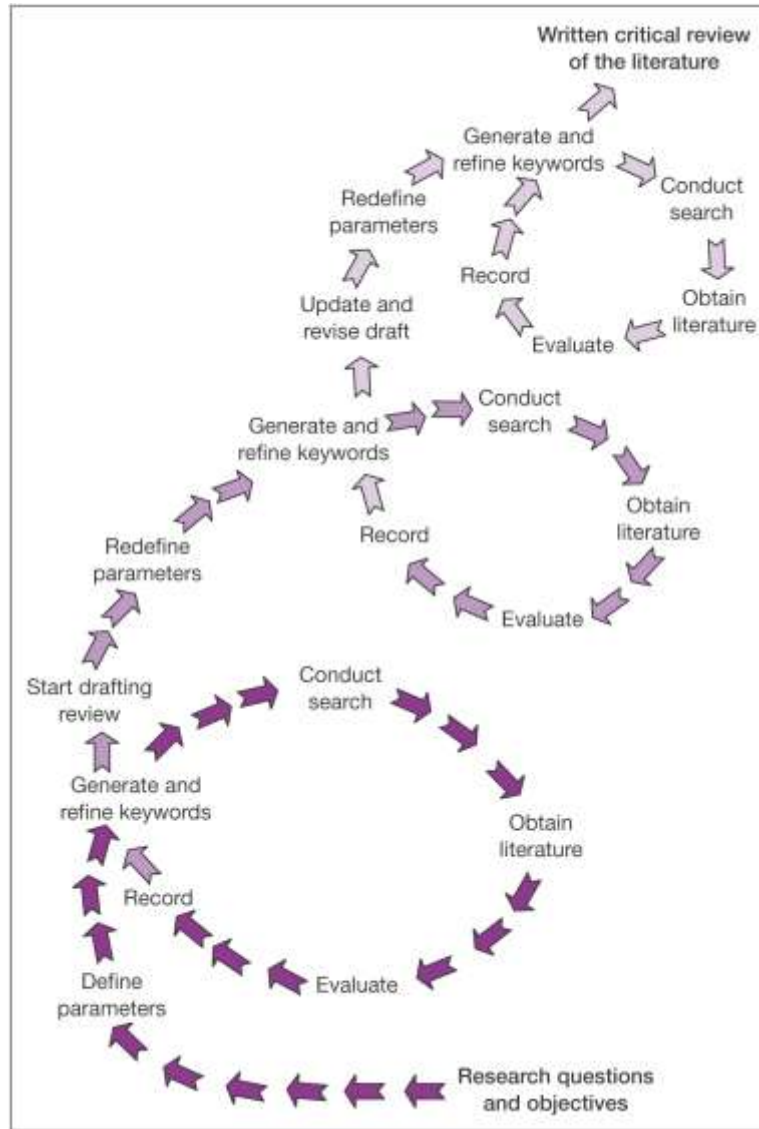 Written critical review
of the literature
Generate and
refine keywords
Conduct
search
Redefine
parameters
Record
Obtain
literature
Update and
revise draft
Evaluate
Conduct
search
Generate and
refine keywords
Obtain
literature
Record
Redefine
parameters
Evaluate
Conduct
search
Start drafting
review
Generate and
refine keywords
Obtain
literature
Record
Define
parameters
Evaluate
Research questions
and objectives